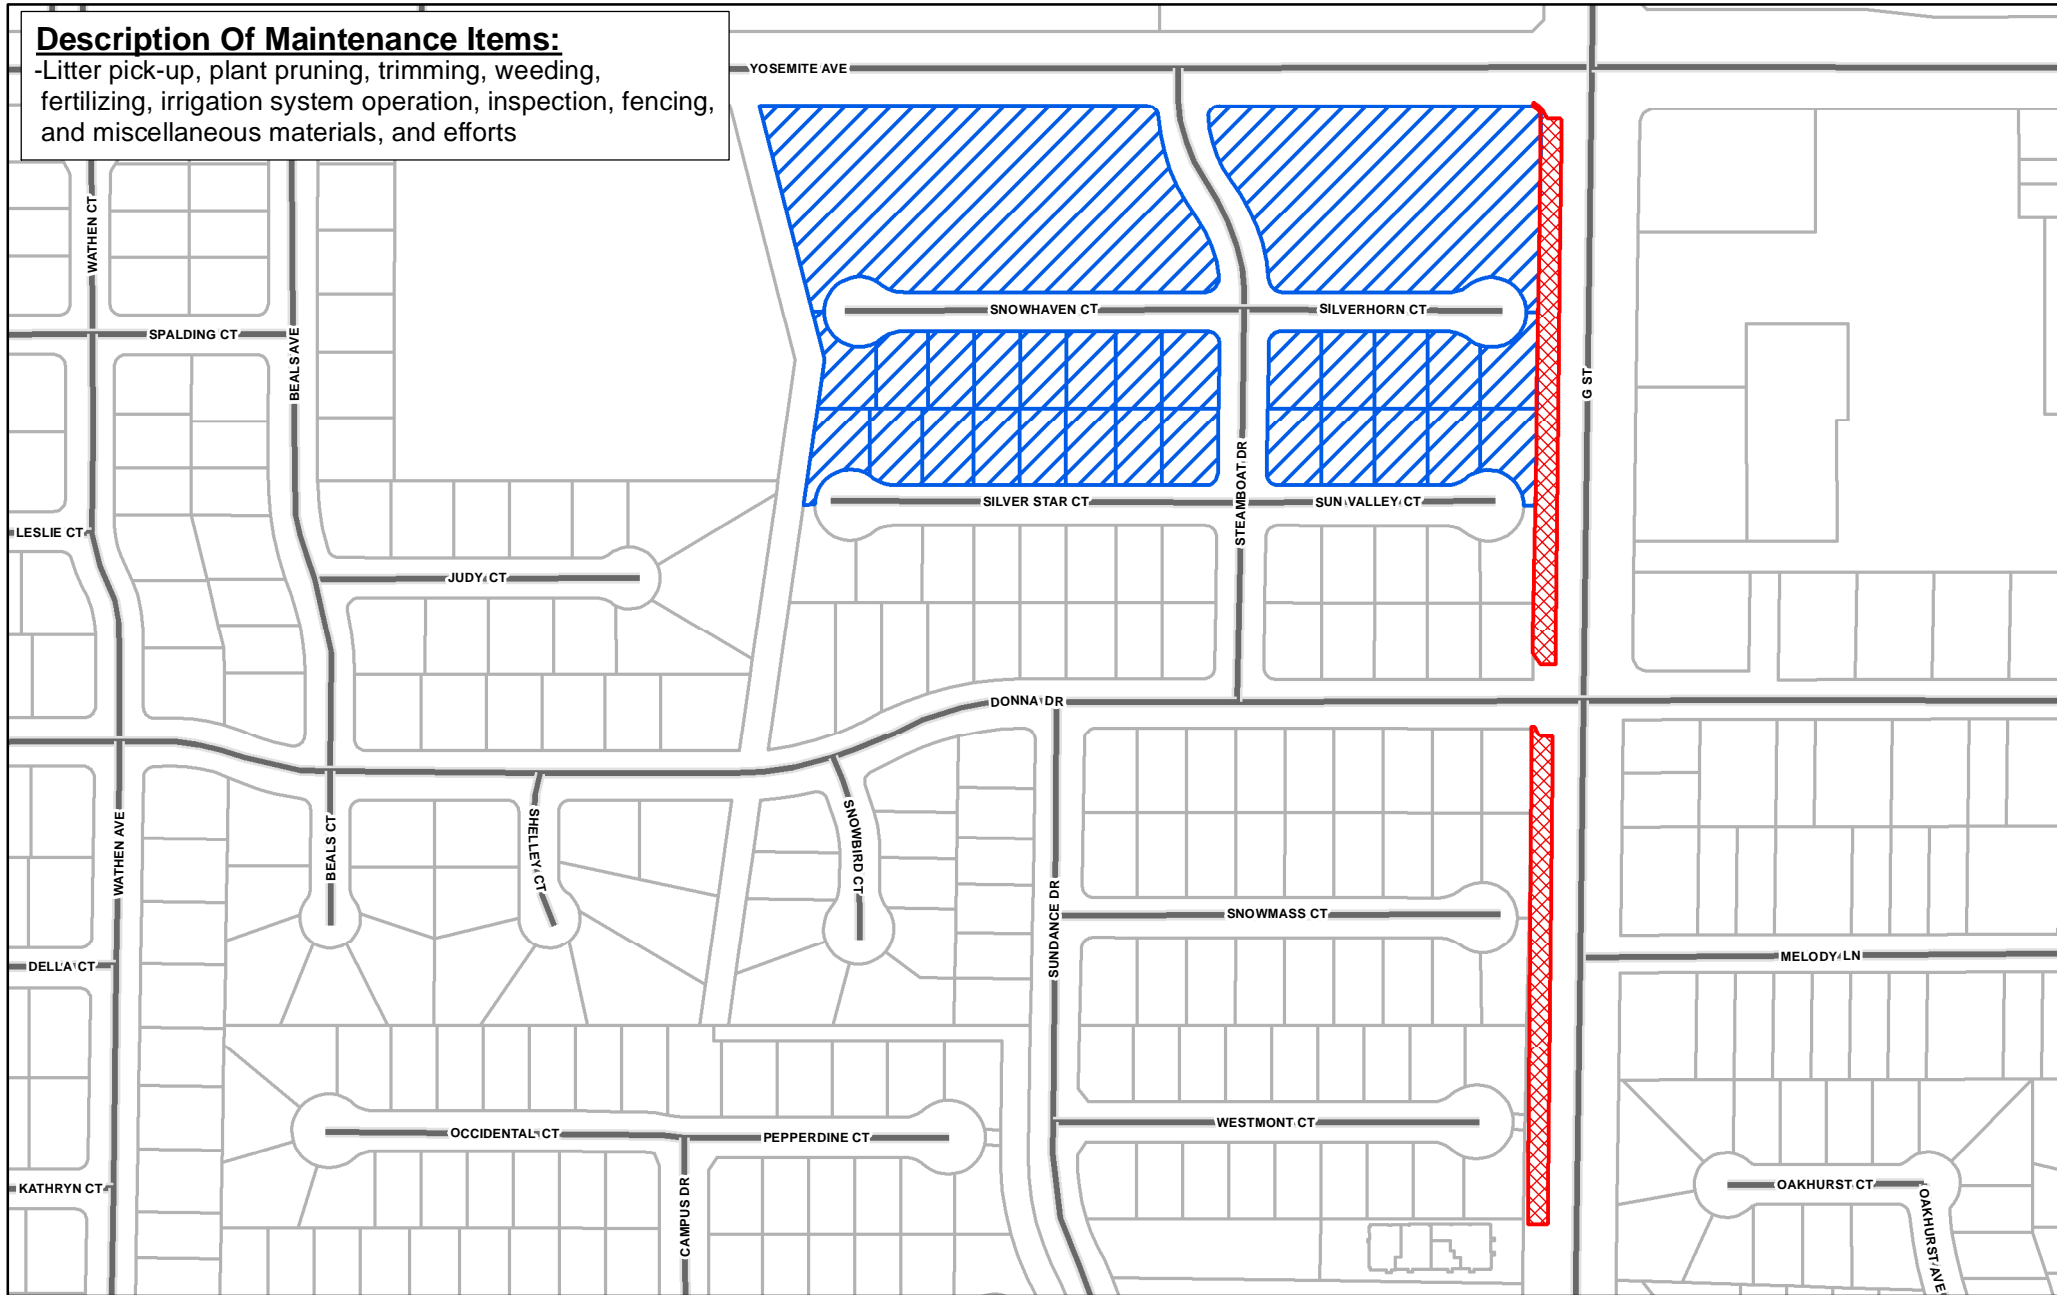 Description Of Maintenance Items:
-Litter pick-up, plant pruning, trimming, weeding,
fertilizing, irrigation system operation, inspection, fencing,
and miscellaneous materials, and efforts
YOSEMITE AVE
WATHEN CT
SPALDING CT
BEALS AVE
SNOWHAVEN CT
SILVERHORN CT
G ST
STEAMBOAT DR
SILVER STAR CT
SUN VALLEY CT
LESLIE CT
JUDY CT
DONNA DR
WATHEN AVE
BEALS CT
SHELLEY CT
SNOWBIRD CT
SUNDANCE DR
SNOWMASS CT
MELODY LN
DELLA CT
WESTMONT CT
OCCIDENTAL CT
PEPPERDINE CT
KATHRYN CT
CAMPUS DR
OAKHURST CT
OAKHURST AVE